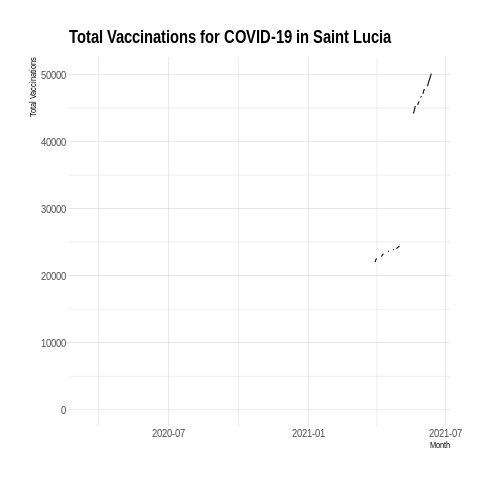 Total Vaccinations for COVID-19 in Saint Lucia
Total Vaccinations
50000
40000
30000
20000
10000
0
2020-07 2021-01 2021-07
Month